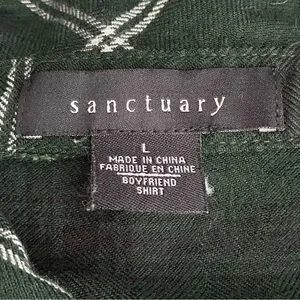 sanctuary
L
MADE IN CHINA
FABRIQUE EN CHINE
BOYFRIEND
SHIRT